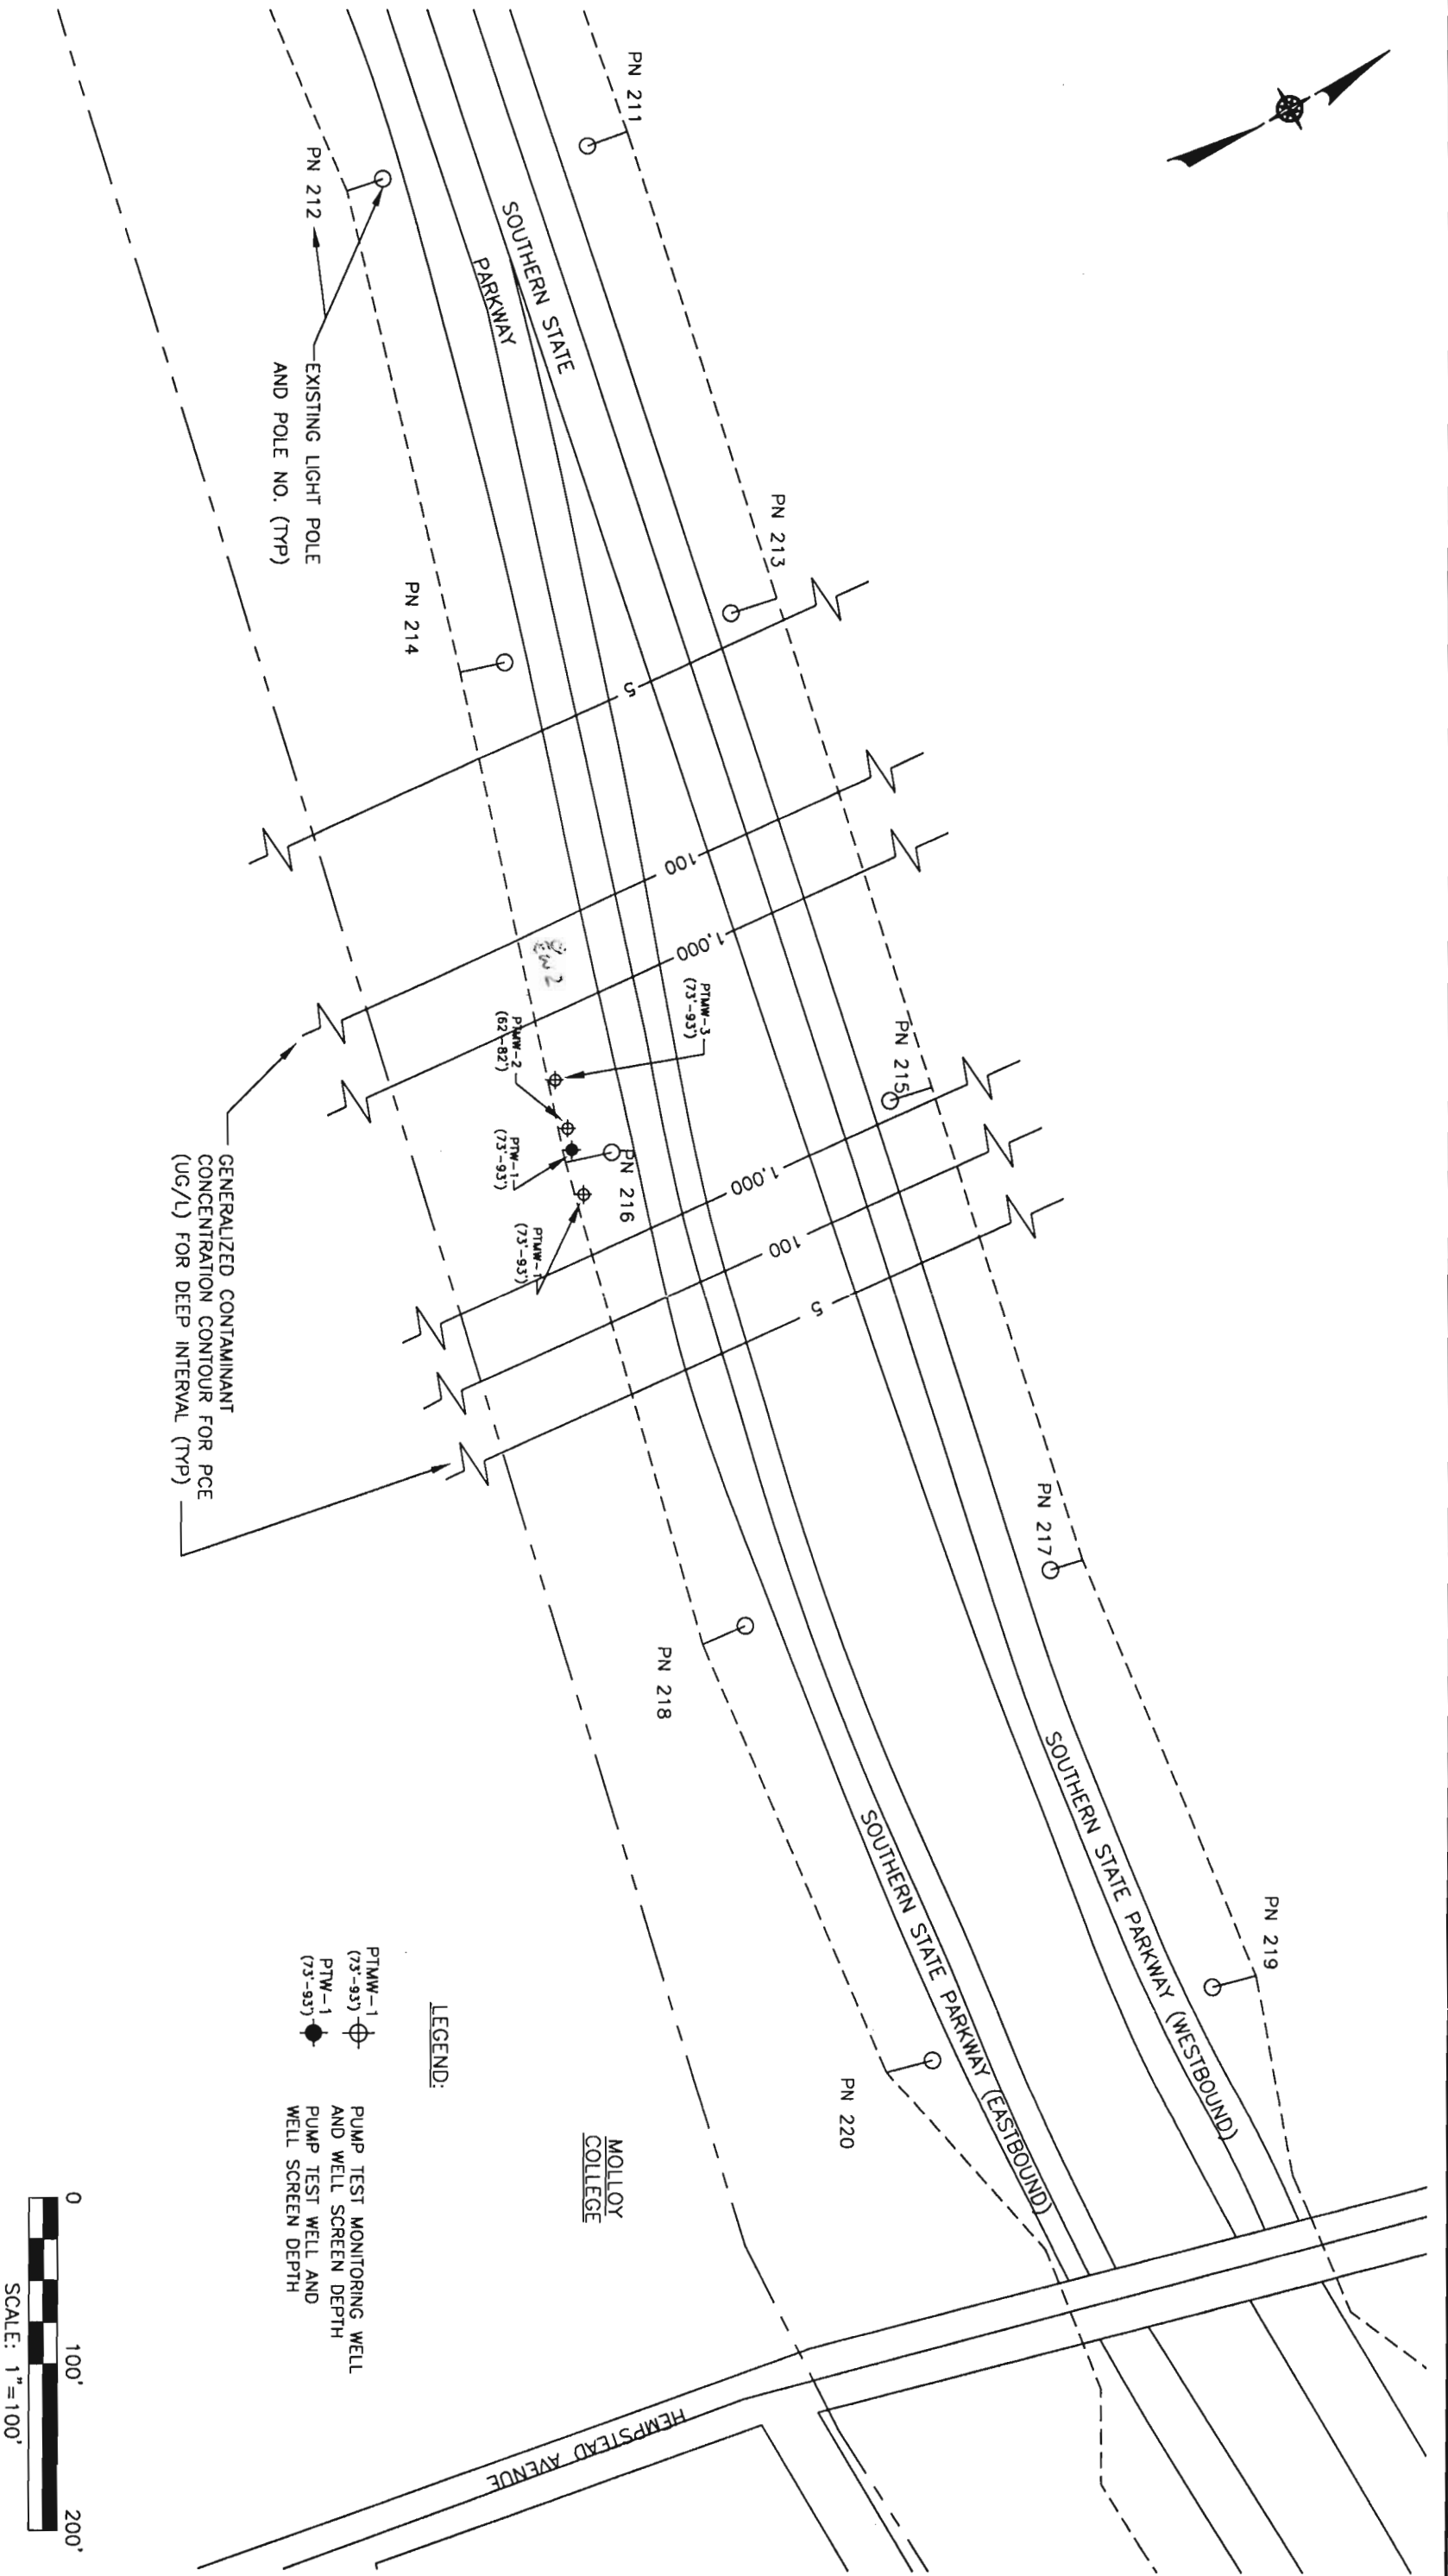 PN 211
PN 213
PN 215
PN 217
PN 219
SOUTHERN STATE
PARKWAY
PN 212
EXISTING LIGHT POLE
AND POLE NO. (TYP)
PN 214
5
100
1,000
1,000
100
5
PTMW-3
(73'-93')
PTMW-2
(62'-82')
PTW-1
(73'-93')
PTMW-1
(73'-93')
PN 216
EW2
GENERALIZED CONTAMINANT
CONCENTRATION CONTOUR FOR PCE
(UG/L) FOR DEEP INTERVAL (TYP)
PN 218
SOUTHERN STATE PARKWAY (WESTBOUND)
SOUTHERN STATE PARKWAY (EASTBOUND)
PN 220
MOLLOY
COLLEGE
HEMPSTEAD AVENUE
LEGEND:
PTMW-1
(73'-93')
PUMP TEST MONITORING WELL
AND WELL SCREEN DEPTH
PTW-1
(73'-93')
PUMP TEST WELL AND
WELL SCREEN DEPTH
0 100' 200'
SCALE: 1"=100'